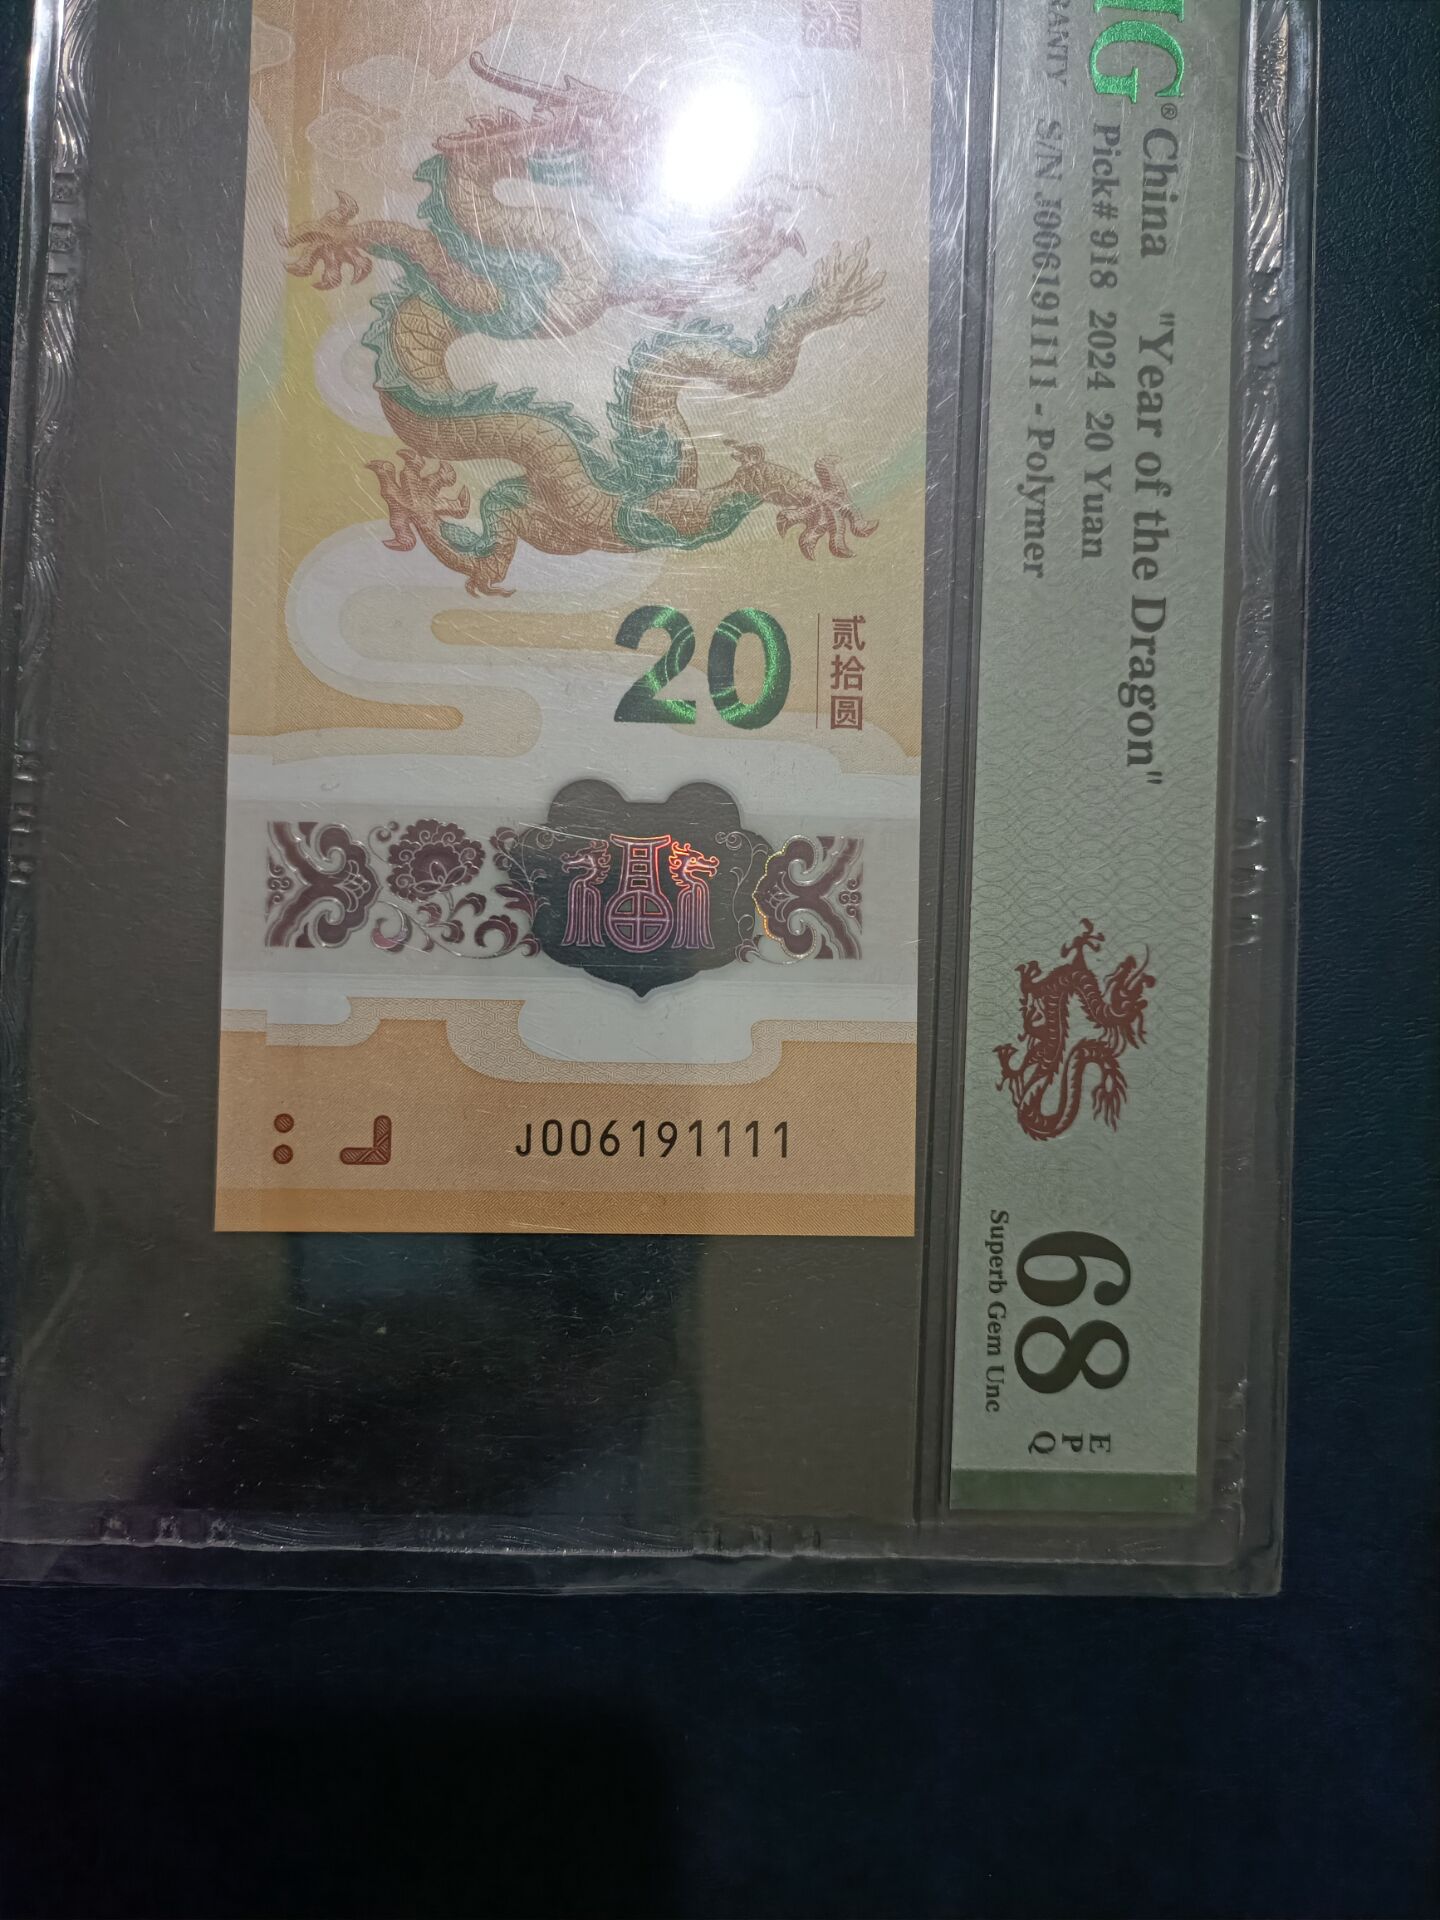 China "Year of the Dragon"
Pick# 918 2024 20 Yuan
S/N J006191111 - Polymer
68
EPQ
Superb Gem Unc
贰拾圆
20
福
J006191111